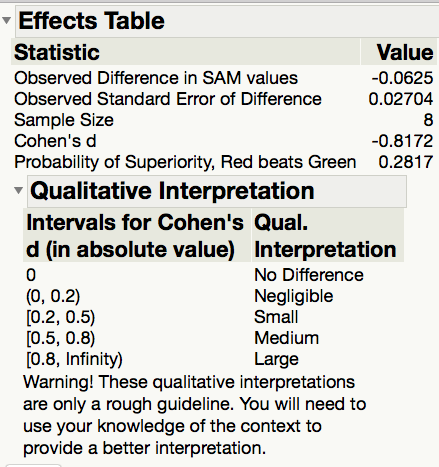 Effects Table
Statistic Value
Observed Difference in SAM values -0.0625
Observed Standard Error of Difference 0.02704
Sample Size 8
Cohen's d -0.8172
Probability of Superiority, Red beats Green 0.2817
Qualitative Interpretation
Intervals for Cohen's Qual.
d (in absolute value) Interpretation
0 No Difference
(0, 0.2) Negligible
[0.2, 0.5) Small
[0.5, 0.8) Medium
[0.8, Infinity) Large
Warning! These qualitative interpretations
are only a rough guideline. You will need to
use your knowledge of the context to
provide a better interpretation.